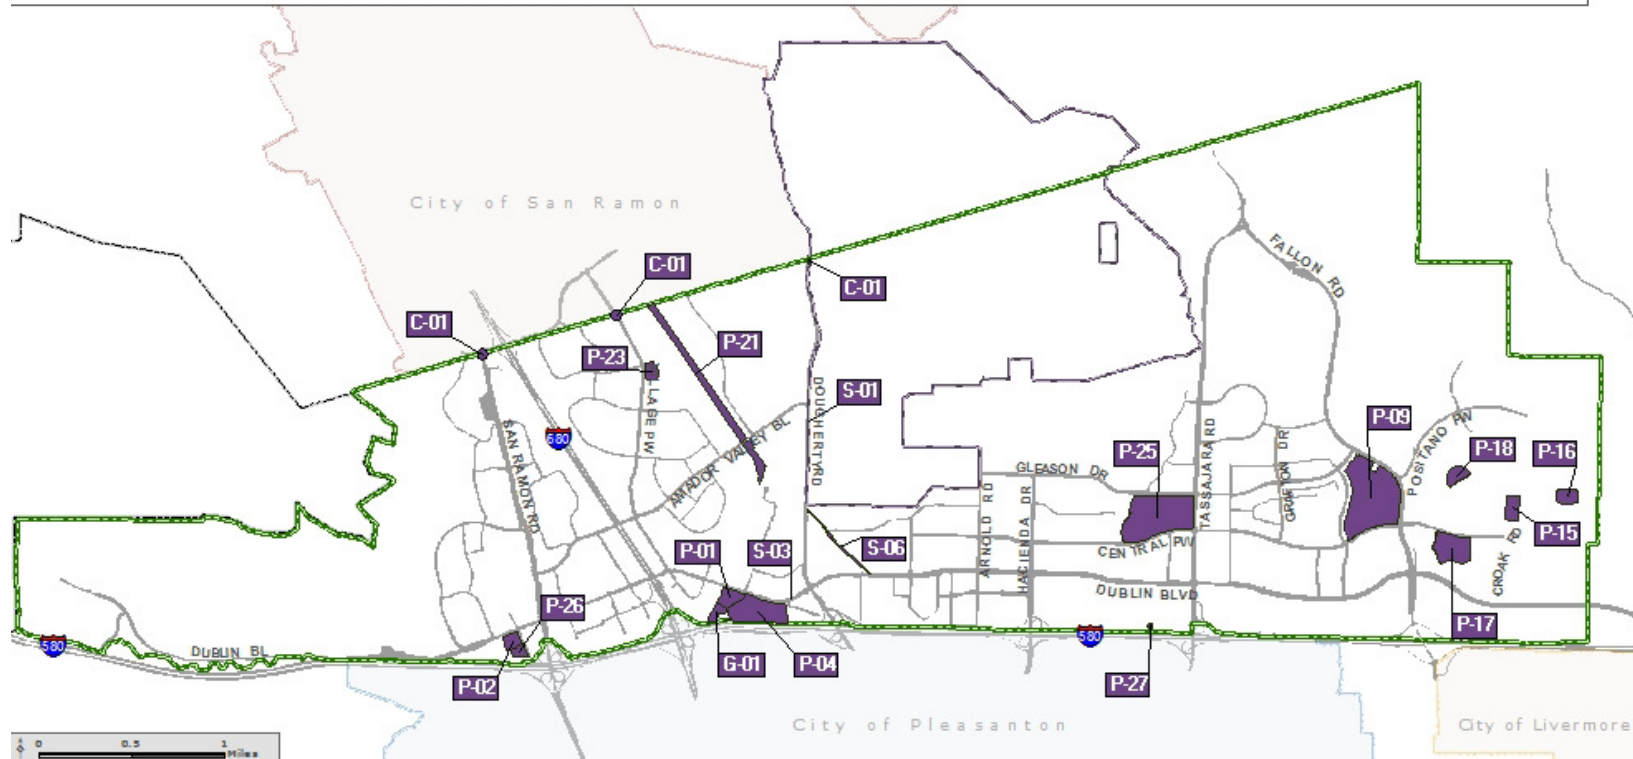 City of San Ramon
C-01
C-01
C-01
FALLON RD
P-23
P-21
S-01
LAGE PW
DOUGHERTY RD
AMADOR VALLEY BL
SAN RAMON RD
580
P-09
P-25
P-18
P-16
POSITANO PW
GLEASON DR
TASSAJARA RD
GRAFTON DR
ARNOLD RD
HACIENDA DR
P-15
CROAK RD
P-01
S-03
S-06
CENTRAL PW
DUBLIN BLVD
P-26
P-17
580
580
DUBLIN BL
P-02
G-01
P-04
P-27
City of Pleasanton
City of Livermore
0 0.5 1
Miles